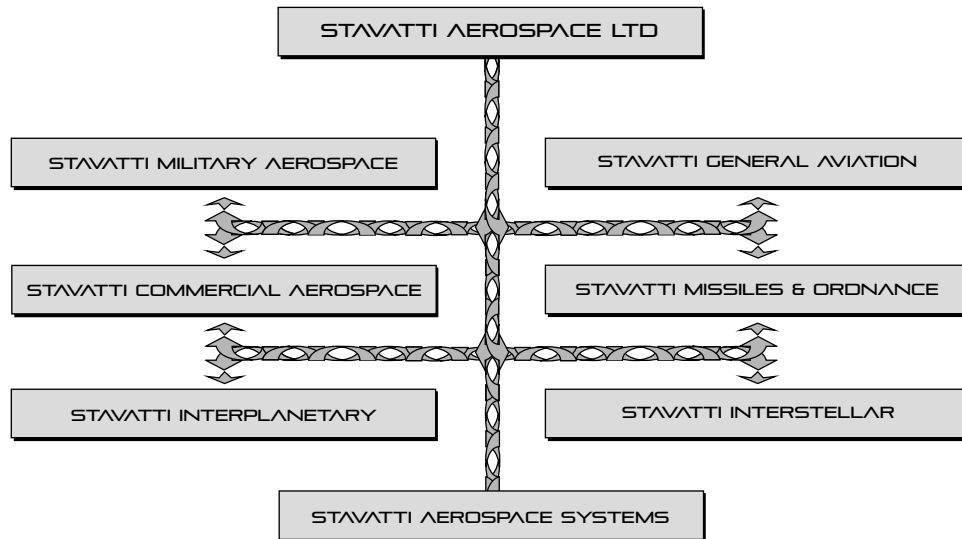 STAVATTI AEROSPACE LTD
STAVATTI MILITARY AEROSPACE
STAVATTI GENERAL AVIATION
STAVATTI COMMERCIAL AEROSPACE
STAVATTI MISSILES & ORDNANCE
STAVATTI INTERPLANETARY
STAVATTI INTERSTELLAR
STAVATTI AEROSPACE SYSTEMS